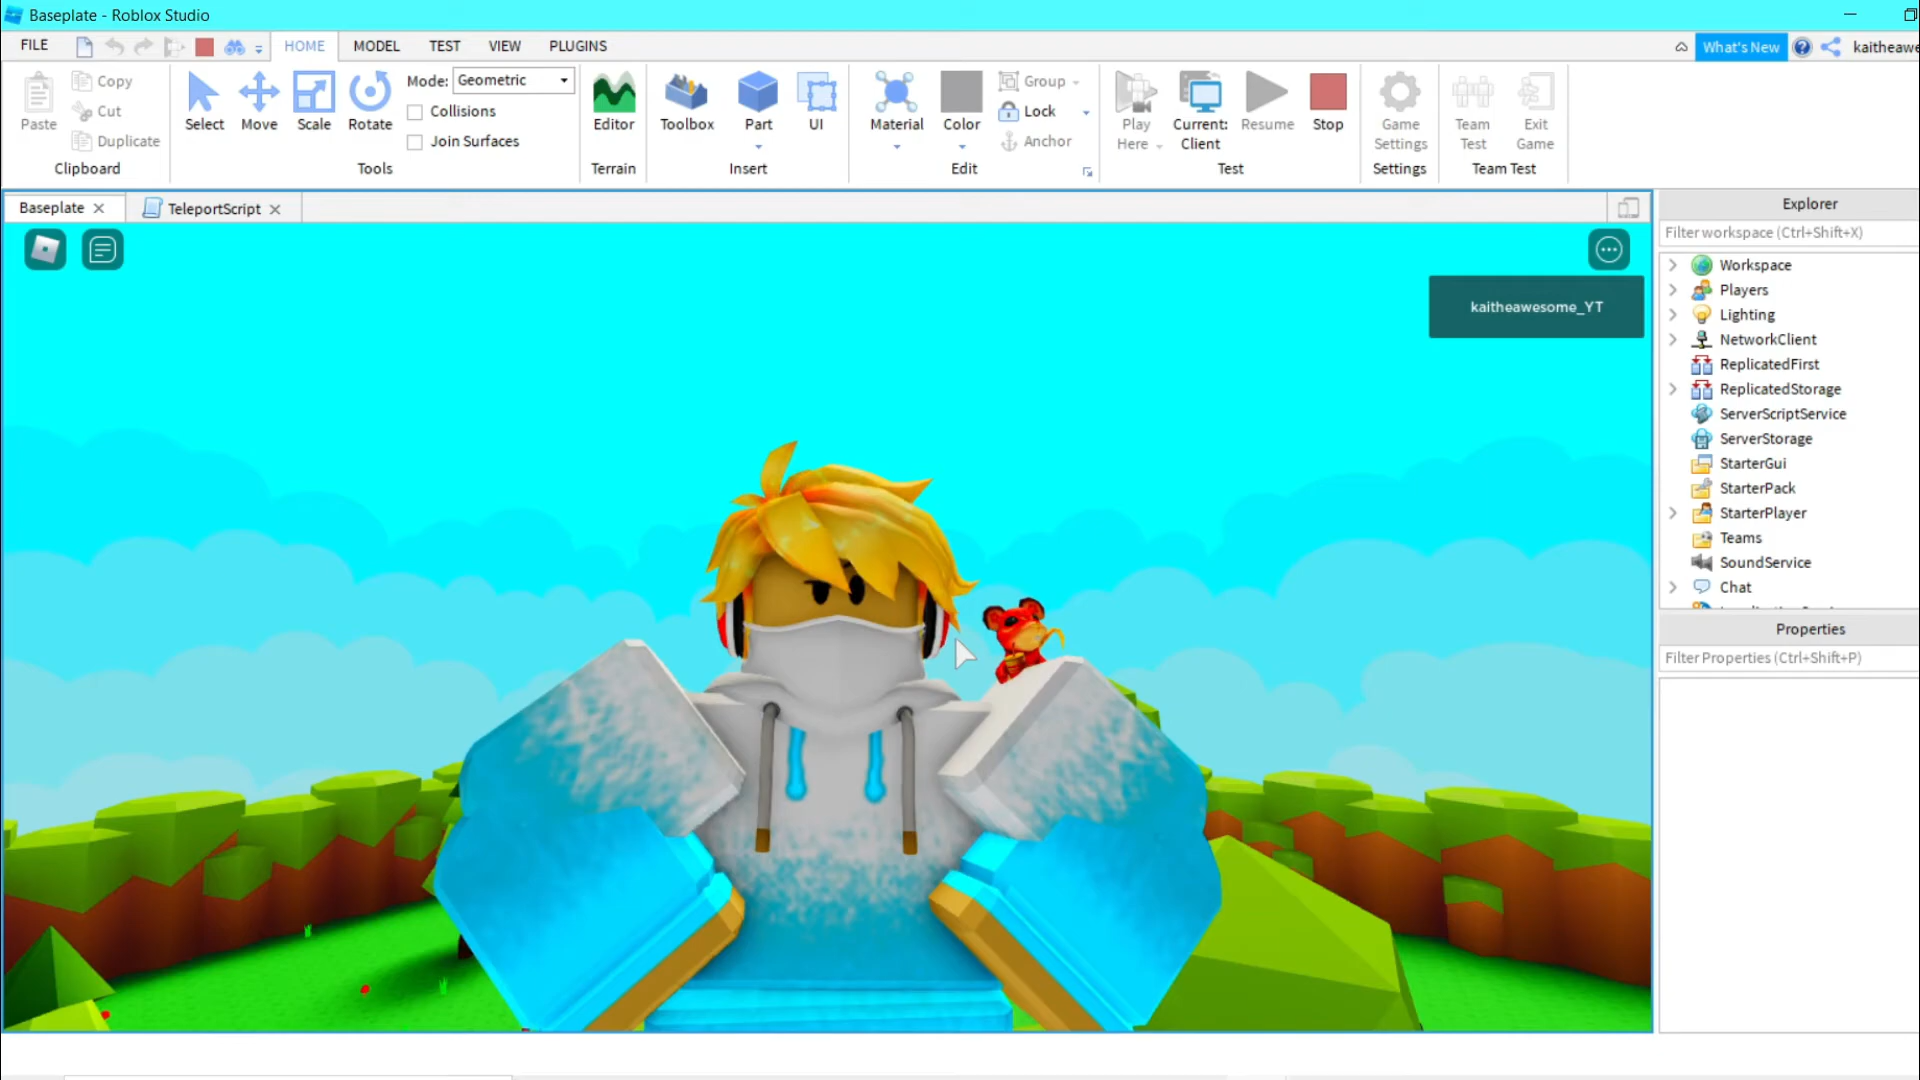 Baseplate - Roblox Studio
FILE HOME MODEL TEST VIEW PLUGINS What's New
Copy
Cut
Duplicate
Paste
Clipboard
Select Move Scale Rotate
Mode: Geometric
Collisions
Join Surfaces
Tools
Editor
Terrain
Toolbox Part UI
Insert
Material Color
Group
Lock
Anchor
Edit
Play Here
Current: Client
Resume Stop
Test
Game Settings
Settings
Team Test
Exit Game
Team Test
Baseplate TeleportScript
kaitheawesome_YT
Explorer
Filter workspace (Ctrl+Shift+X)
Workspace
Players
Lighting
NetworkClient
ReplicatedFirst
ReplicatedStorage
ServerScriptService
ServerStorage
StarterGui
StarterPack
StarterPlayer
Teams
SoundService
Chat
Properties
Filter Properties (Ctrl+Shift+P)